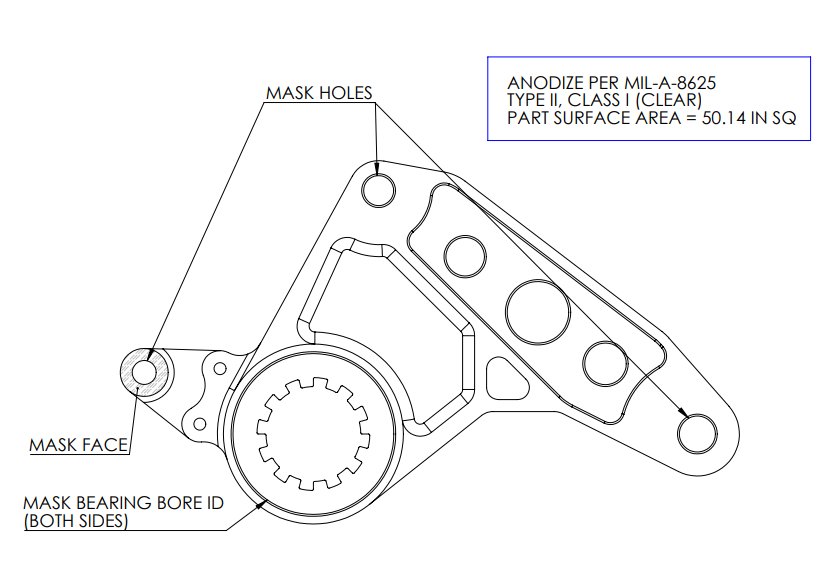 MASK HOLES
ANODIZE PER MIL-A-8625
TYPE II, CLASS I (CLEAR)
PART SURFACE AREA = 50.14 IN SQ
MASK FACE
MASK BEARING BORE ID
(BOTH SIDES)